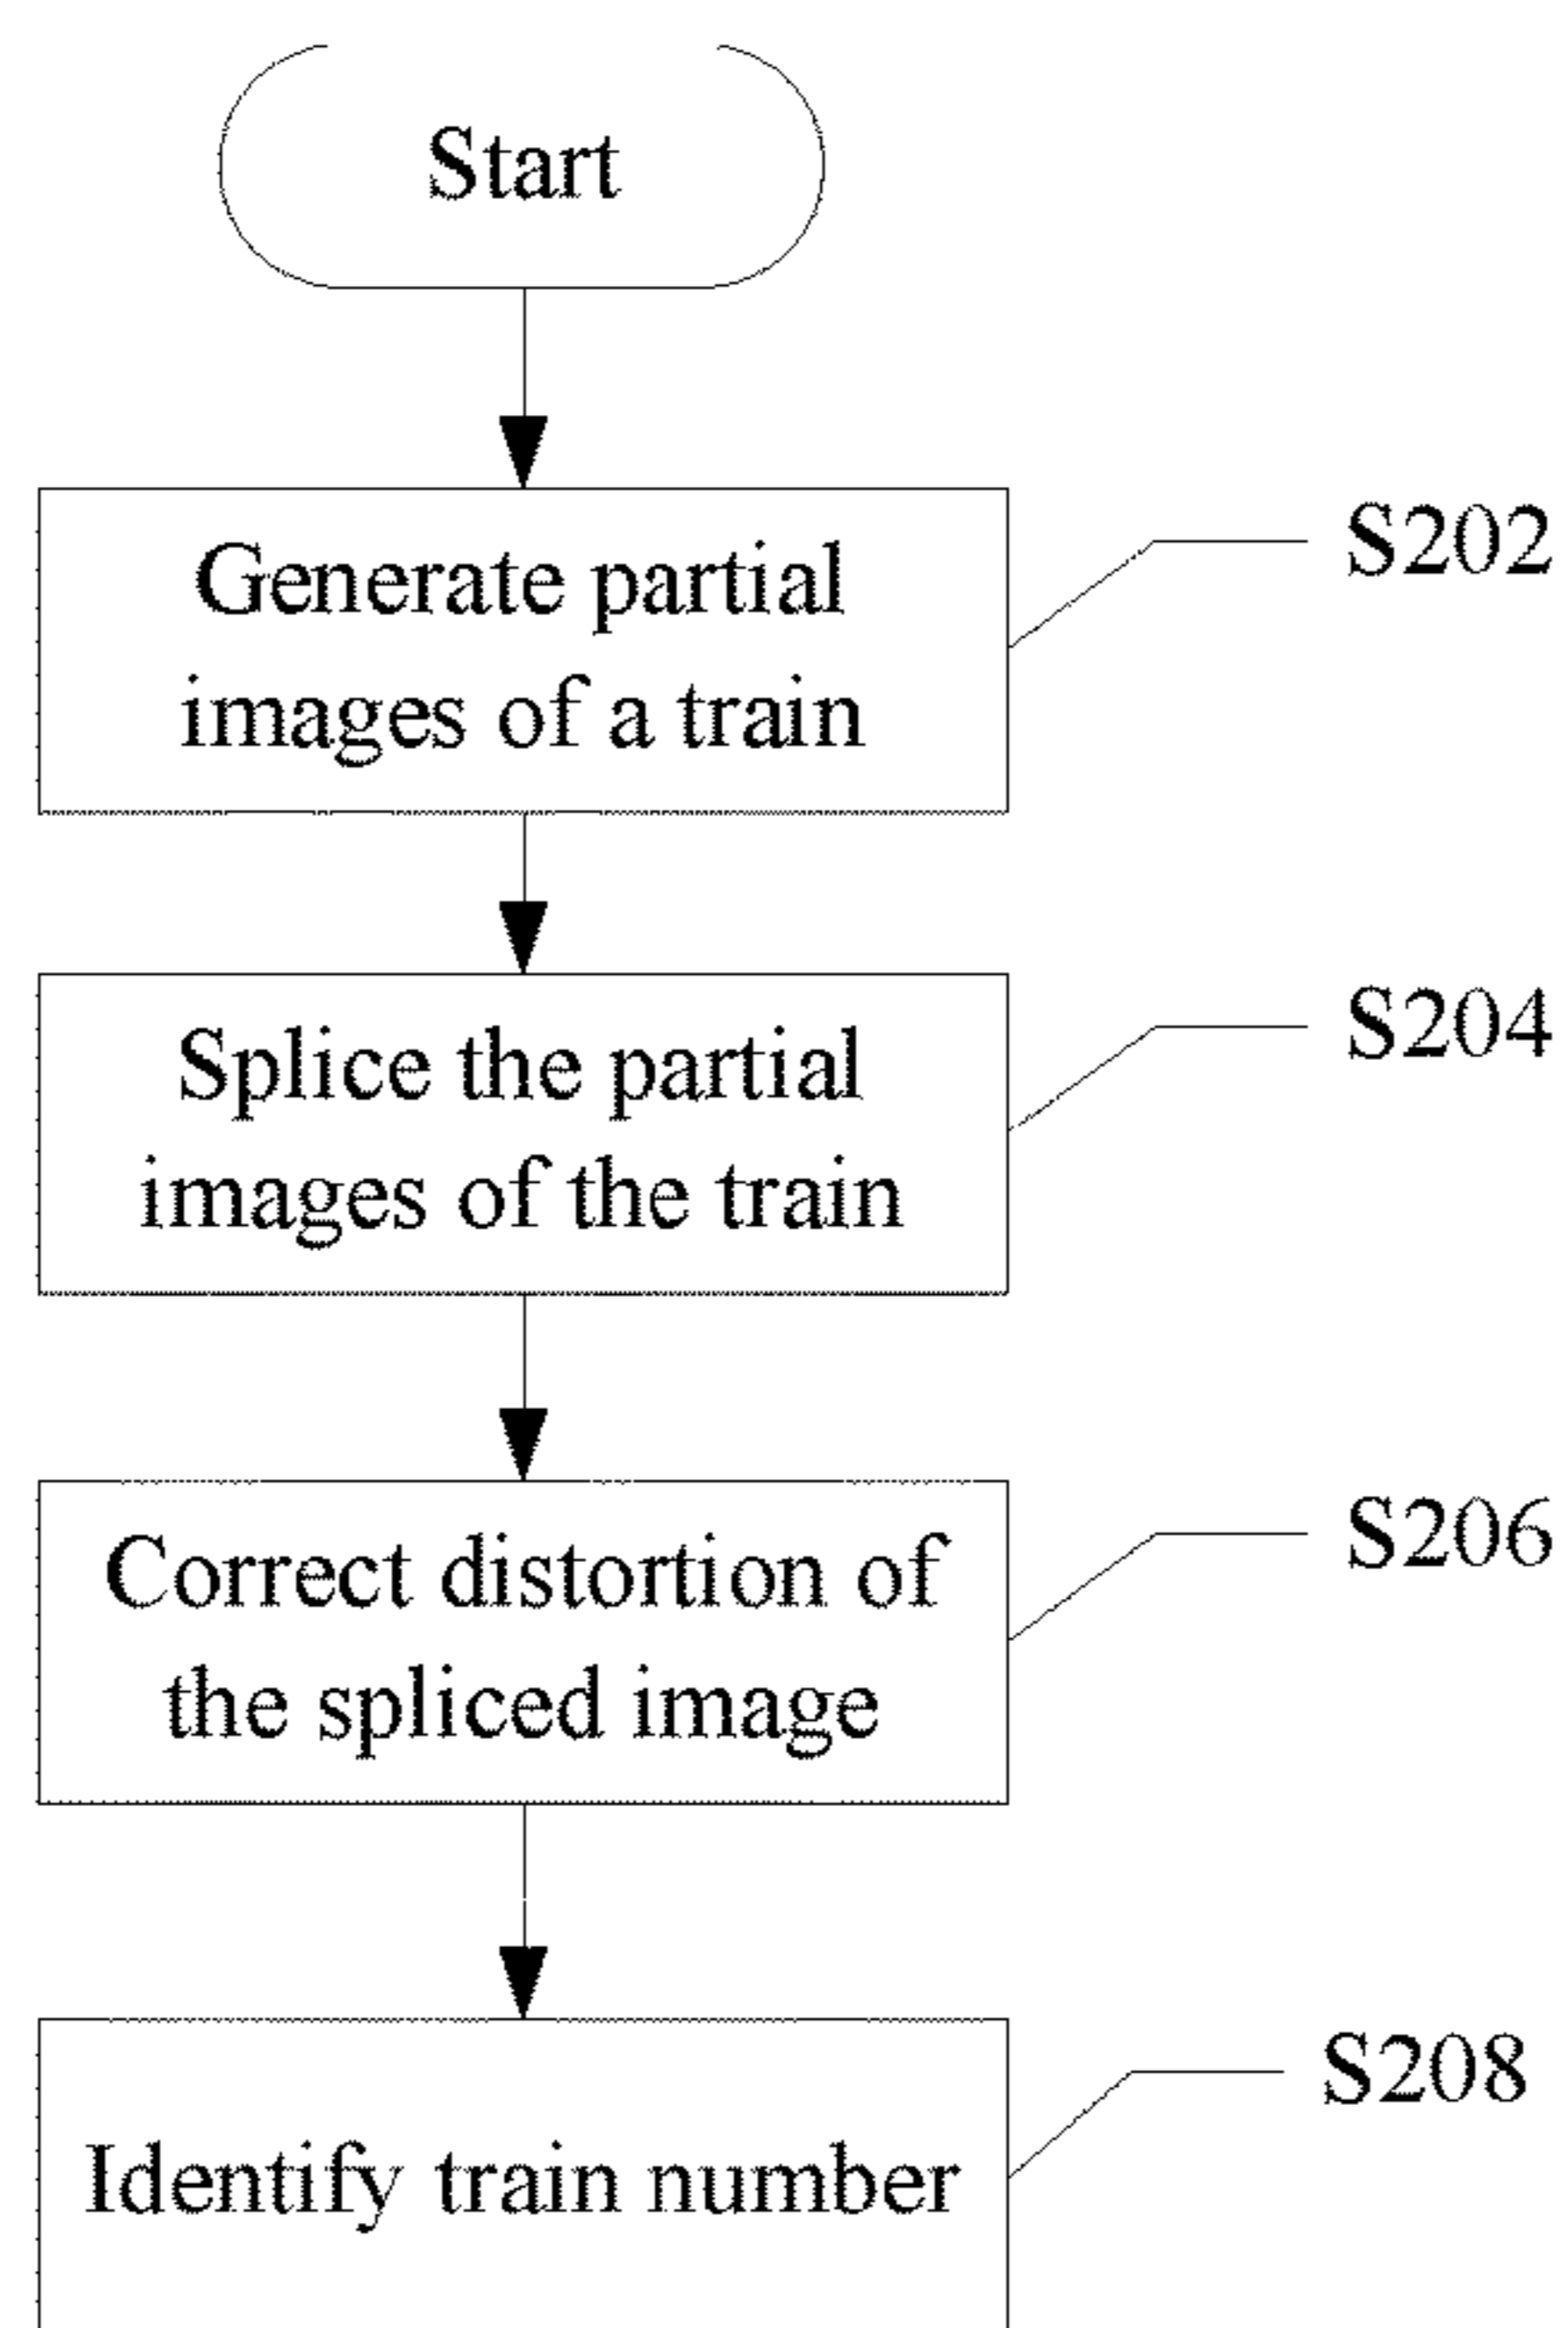 Start
Generate partial
images of a train
S202
Splice the partial
images of the train
S204
Correct distortion of
the spliced image
S206
Identify train number
S208